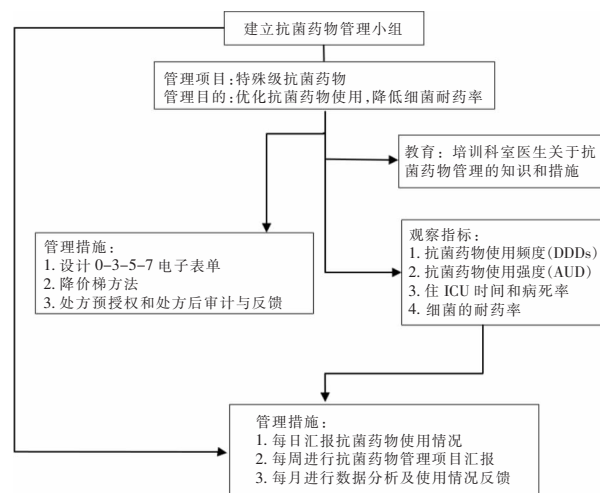 建立抗菌药物管理小组
管理项目:特殊级抗菌药物
管理目的:优化抗菌药物使用,降低细菌耐药率
教育：培训科室医生关于抗
菌药物管理的知识和措施
管理措施:
1. 设计 0-3-5-7 电子表单
2. 降价梯方法
3. 处方预授权和处方后审计与反馈
观察指标:
1. 抗菌药物使用频度(DDDs)
2. 抗菌药物使用强度(AUD)
3. 住 ICU 时间和病死率
4. 细菌的耐药率
管理措施:
1. 每日汇报抗菌药物使用情况
2. 每周进行抗菌药物管理项目汇报
3. 每月进行数据分析及使用情况反馈